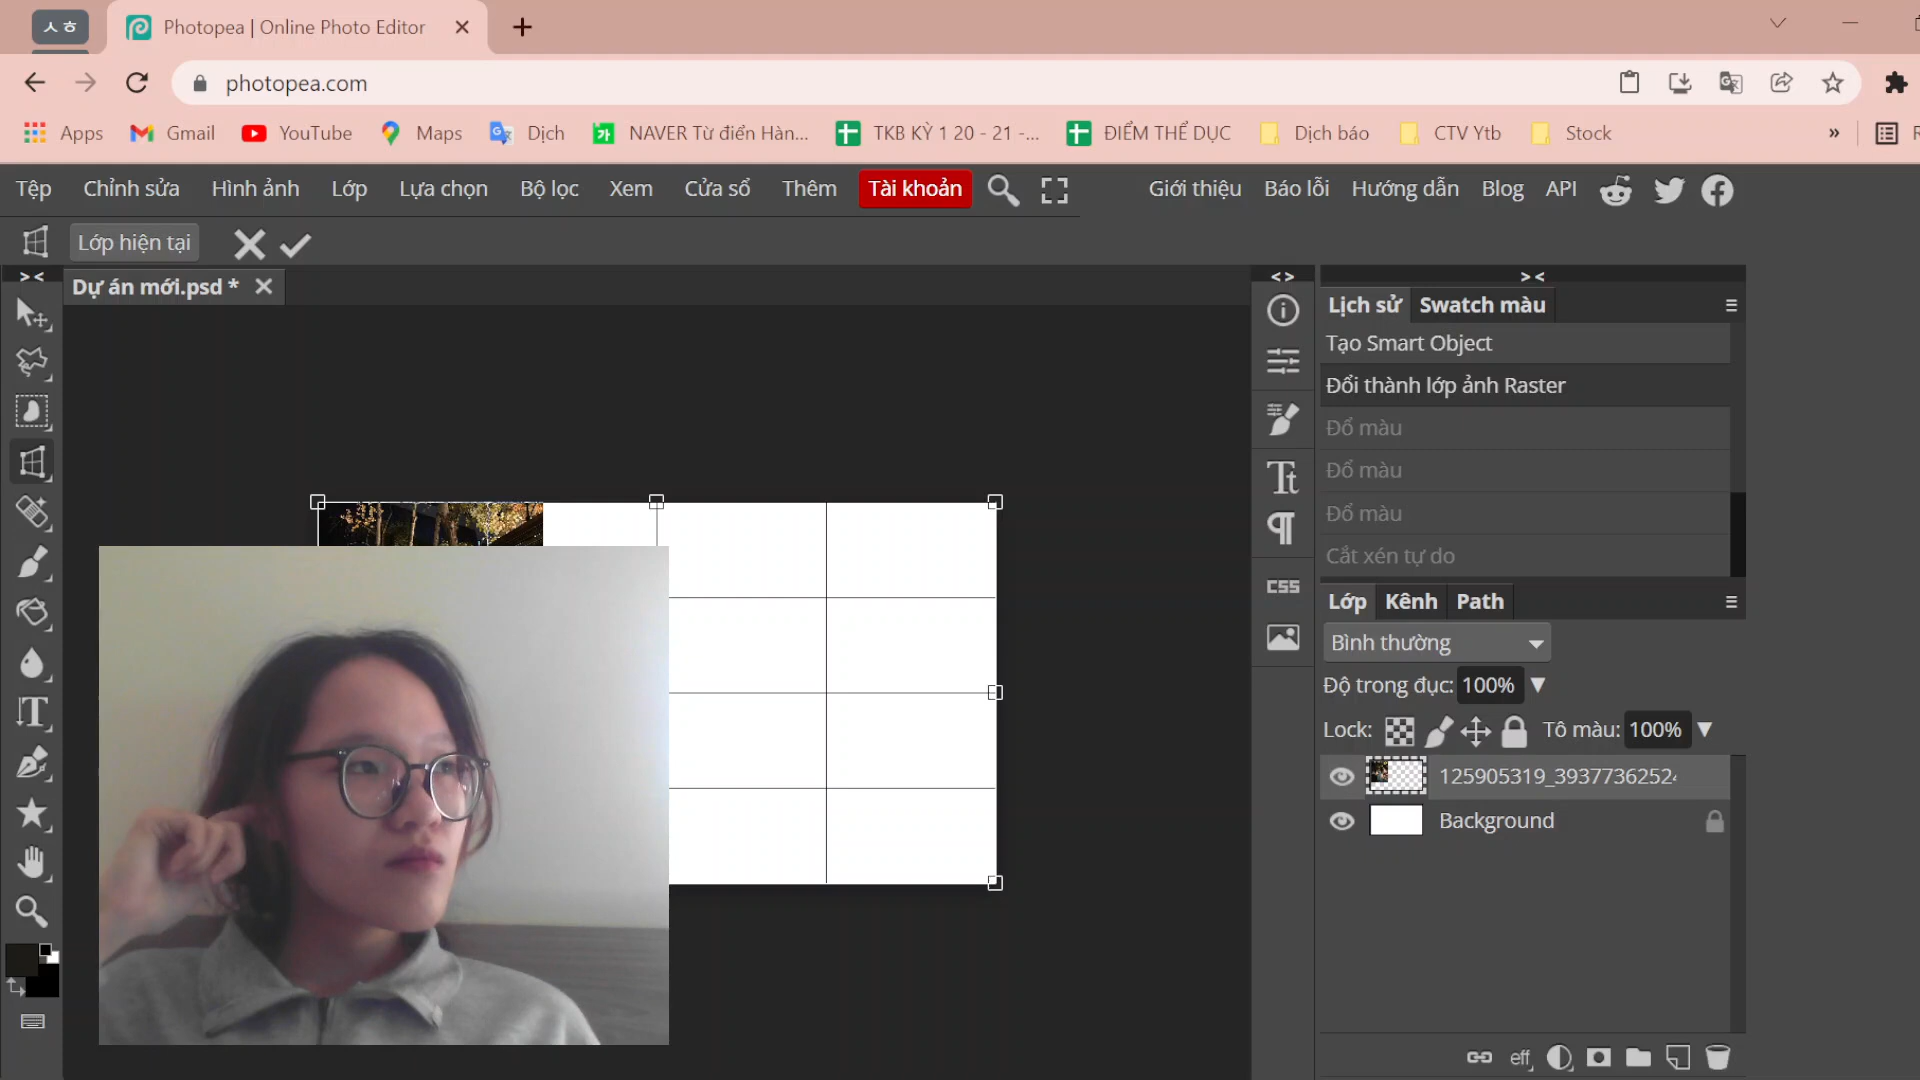 ㅅㅎ
Photopea | Online Photo Editor
photopea.com
Apps
Gmail
YouTube
Maps
Dịch
NAVER Từ điển Hàn...
TKB KỲ 1 20 - 21 -...
ĐIỂM THỂ DỤC
Dịch báo
CTV Ytb
Stock
»
Tệp
Chỉnh sửa
Hình ảnh
Lớp
Lựa chọn
Bộ lọc
Xem
Cửa sổ
Thêm
Tài khoản
Giới thiệu
Báo lỗi
Hướng dẫn
Blog
API
Lớp hiện tại
Dự án mới.psd *
Lịch sử
Swatch màu
Tạo Smart Object
Đổi thành lớp ảnh Raster
Đổ màu
Đổ màu
Đổ màu
Cắt xén tự do
CSS
Lớp
Kênh
Path
Bình thường
Độ trong đục: 100%
Lock:
Tô màu: 100%
125905319_3937736252
Background
eff